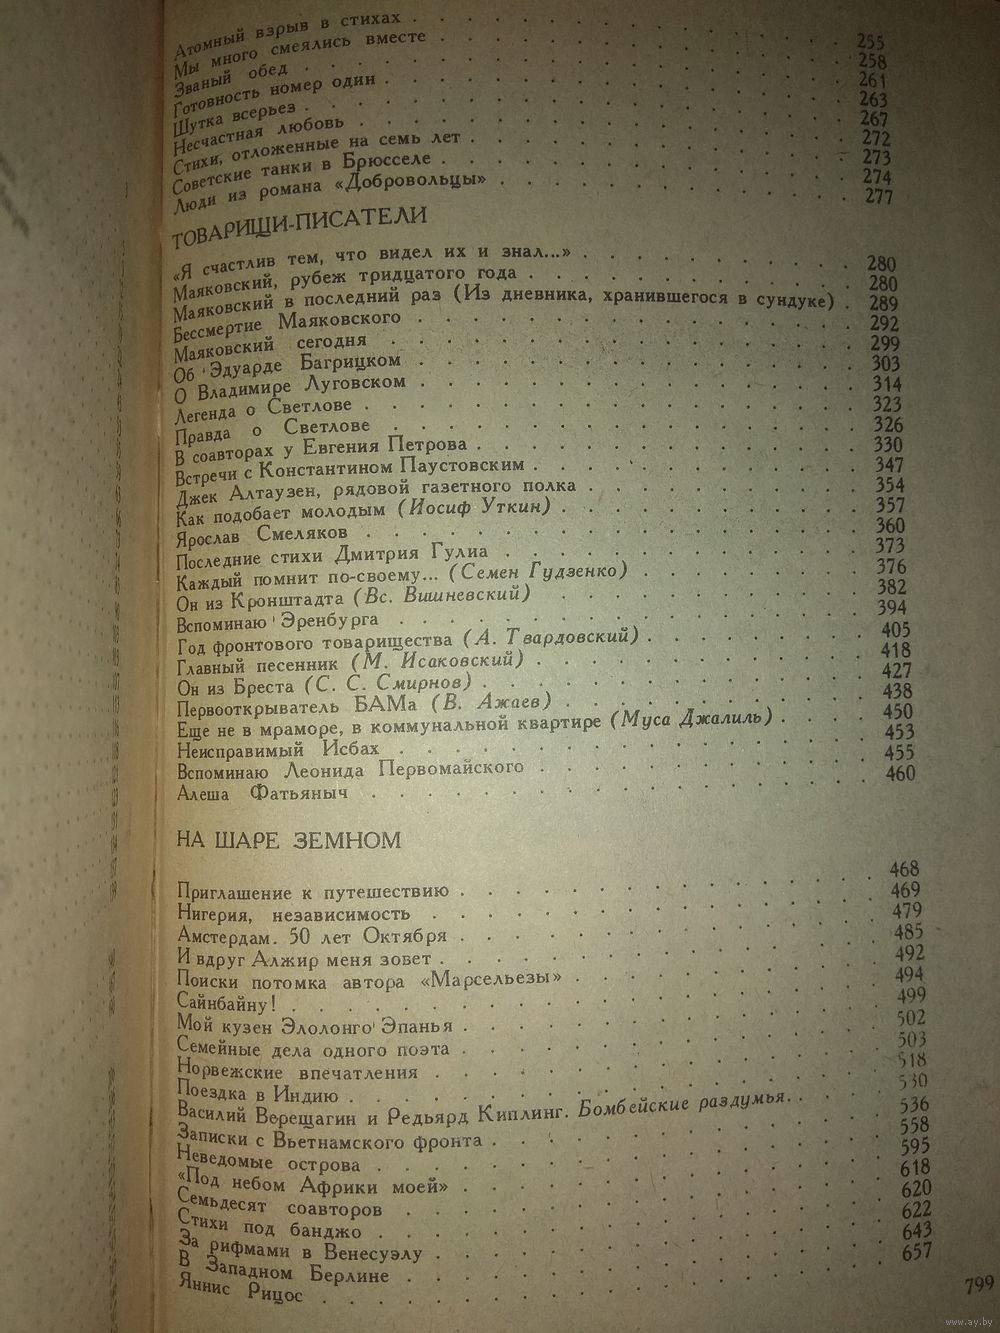 Атомный взрыв в стихах . . . 255
Мы много смеялись вместе . . . 258
Званый обед . . . 261
Готовность номер один . . . 263
Шутка всерьез . . . 267
Несчастная любовь . . . 272
Стихи, отложенные на семь лет . . . 273
Советские танки в Брюсселе . . . 274
Люди из романа «Добровольцы» . . . 277
ТОВАРИЩИ-ПИСАТЕЛИ
«Я счастлив тем, что видел их и знал...» . . . 280
Маяковский, рубеж тридцатого года . . . 280
Маяковский в последний раз (Из дневника, хранившегося в сундуке) . 289
Бессмертие Маяковского . . . 292
Маяковский сегодня . . . 299
Об Эдуарде Багрицком . . . 303
О Владимире Луговском . . . 314
Легенда о Светлове . . . 323
Правда о Светлове . . . 326
В соавторах у Евгения Петрова . . . 330
Встречи с Константином Паустовским . . . 347
Джек Алтаузен, рядовой газетного полка . . . 354
Как подобает молодым (Иосиф Уткин) . . . 357
Ярослав Смеляков . . . 360
Последние стихи Дмитрия Гулиа . . . 373
Каждый помнит по-своему... (Семен Гудзенко) . . . 376
Он из Кронштадта (Вс. Вишневский) . . . 382
Вспоминаю Эренбурга . . . 394
Год фронтового товарищества (А. Твардовский) . . . 405
Главный песенник (М. Исаковский) . . . 418
Он из Бреста (С. С. Смирнов) . . . 427
Первооткрыватель БАМа (В. Ажаев) . . . 438
Еще не в мраморе, в коммунальной квартире (Муса Джалиль) . . . 450
Неисправимый Исбах . . . 453
Вспоминаю Леонида Первомайского . . . 455
Алеша Фатьяныч . . . 460
НА ШАРЕ ЗЕМНОМ
Приглашение к путешествию . . . 468
Нигерия, независимость . . . 469
Амстердам. 50 лет Октября . . . 479
И вдруг Алжир меня зовет . . . 485
Поиски потомка автора «Марсельезы» . . . 492
Сайнбайну! . . . 494
Мой кузен Элолонго Эпанья . . . 499
Семейные дела одного поэта . . . 502
Норвежские впечатления . . . 503
Поездка в Индию . . . 518
Василий Верещагин и Редьярд Киплинг. Бомбейские раздумья. . . 530
Записки с Вьетнамского фронта . . . 536
Неведомые острова . . . 558
«Под небом Африки моей» . . . 595
Семьдесят соавторов . . . 618
Стихи под банджо . . . 620
За рифмами в Венесуэлу . . . 622
В Западном Берлине . . . 643
Яннис Рицос . . . 657
799
www.ay.by